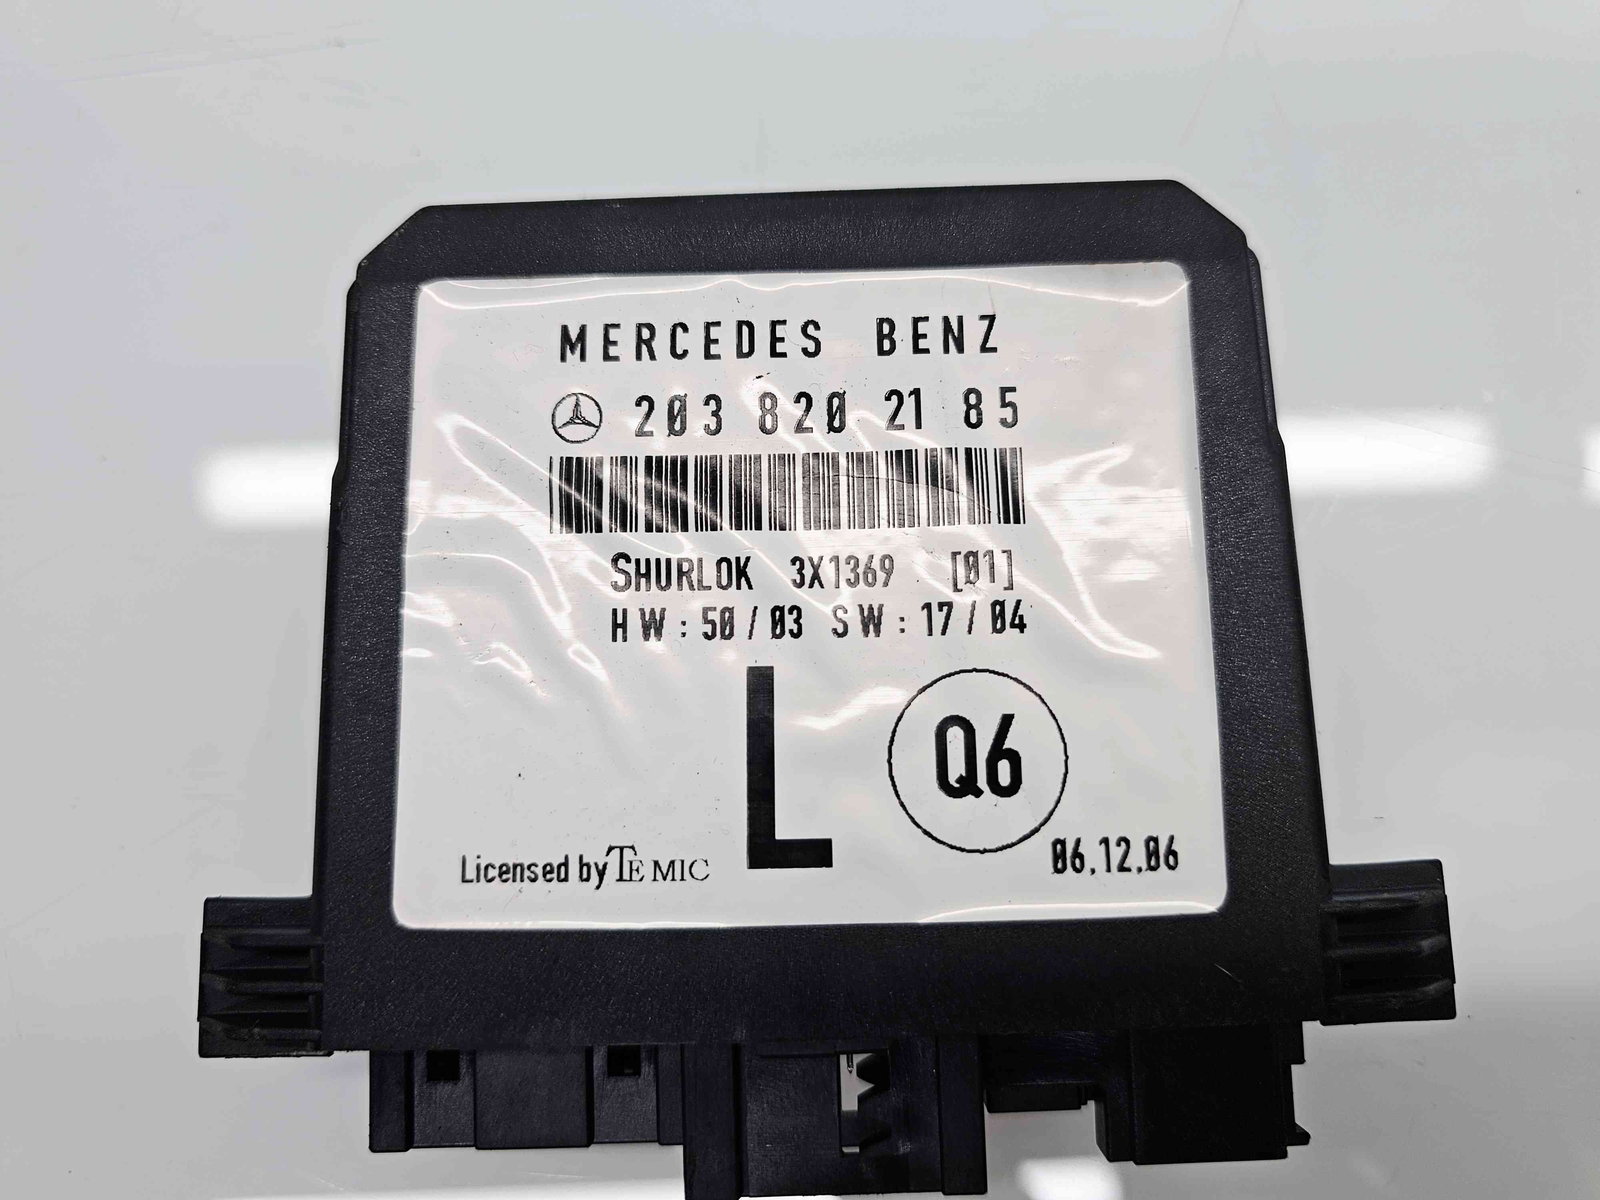 MERCEDES BENZ
203 820 21 85
SHURLOK 3X1369 [01]
HW:50/03 SW:17/04
L
Q6
Licensed by TEMIC
06.12.06